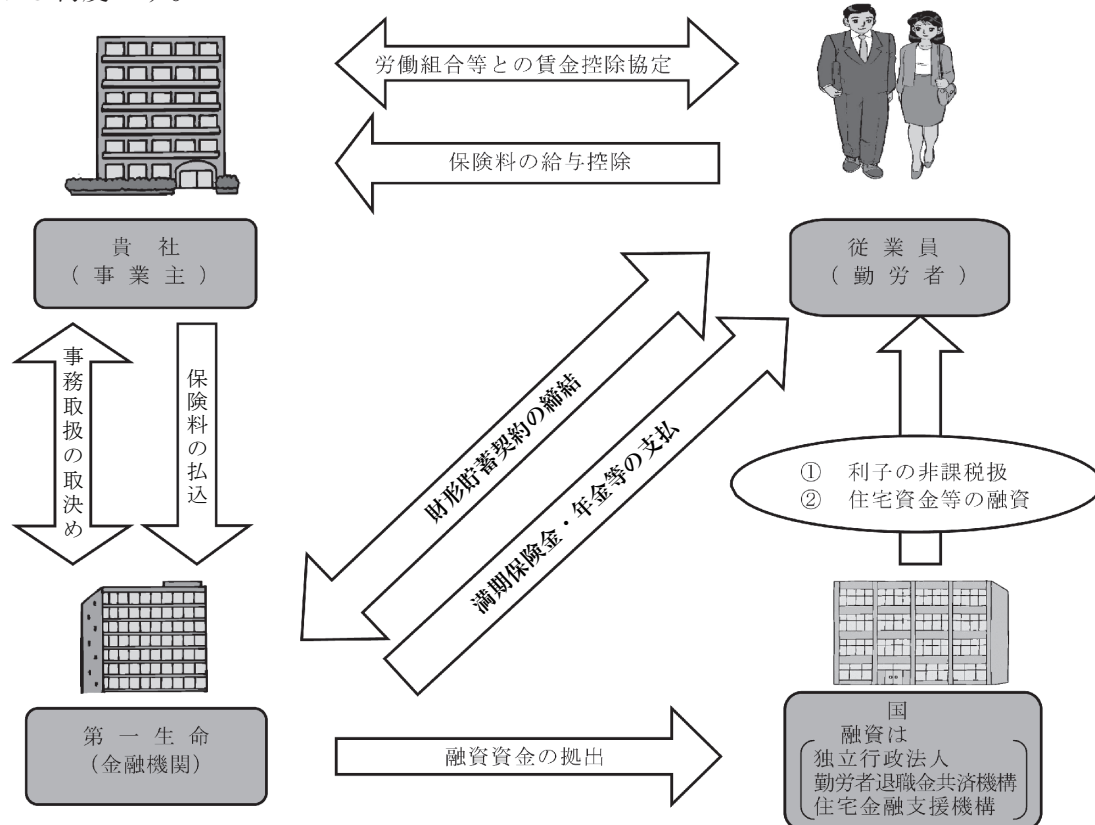 労働組合等との賃金控除協定
保険料の給与控除
貴社
(事業主)
従業員
(勤労者)
事務取扱の取決め
保険料の払込
財形貯蓄契約の締結
満期保険金・年金等の支払
① 利子の非課税扱
② 住宅資金等の融資
第一生命
(金融機関)
融資資金の拠出
国
融資は
独立行政法人
勤労者退職金共済機構
住宅金融支援機構